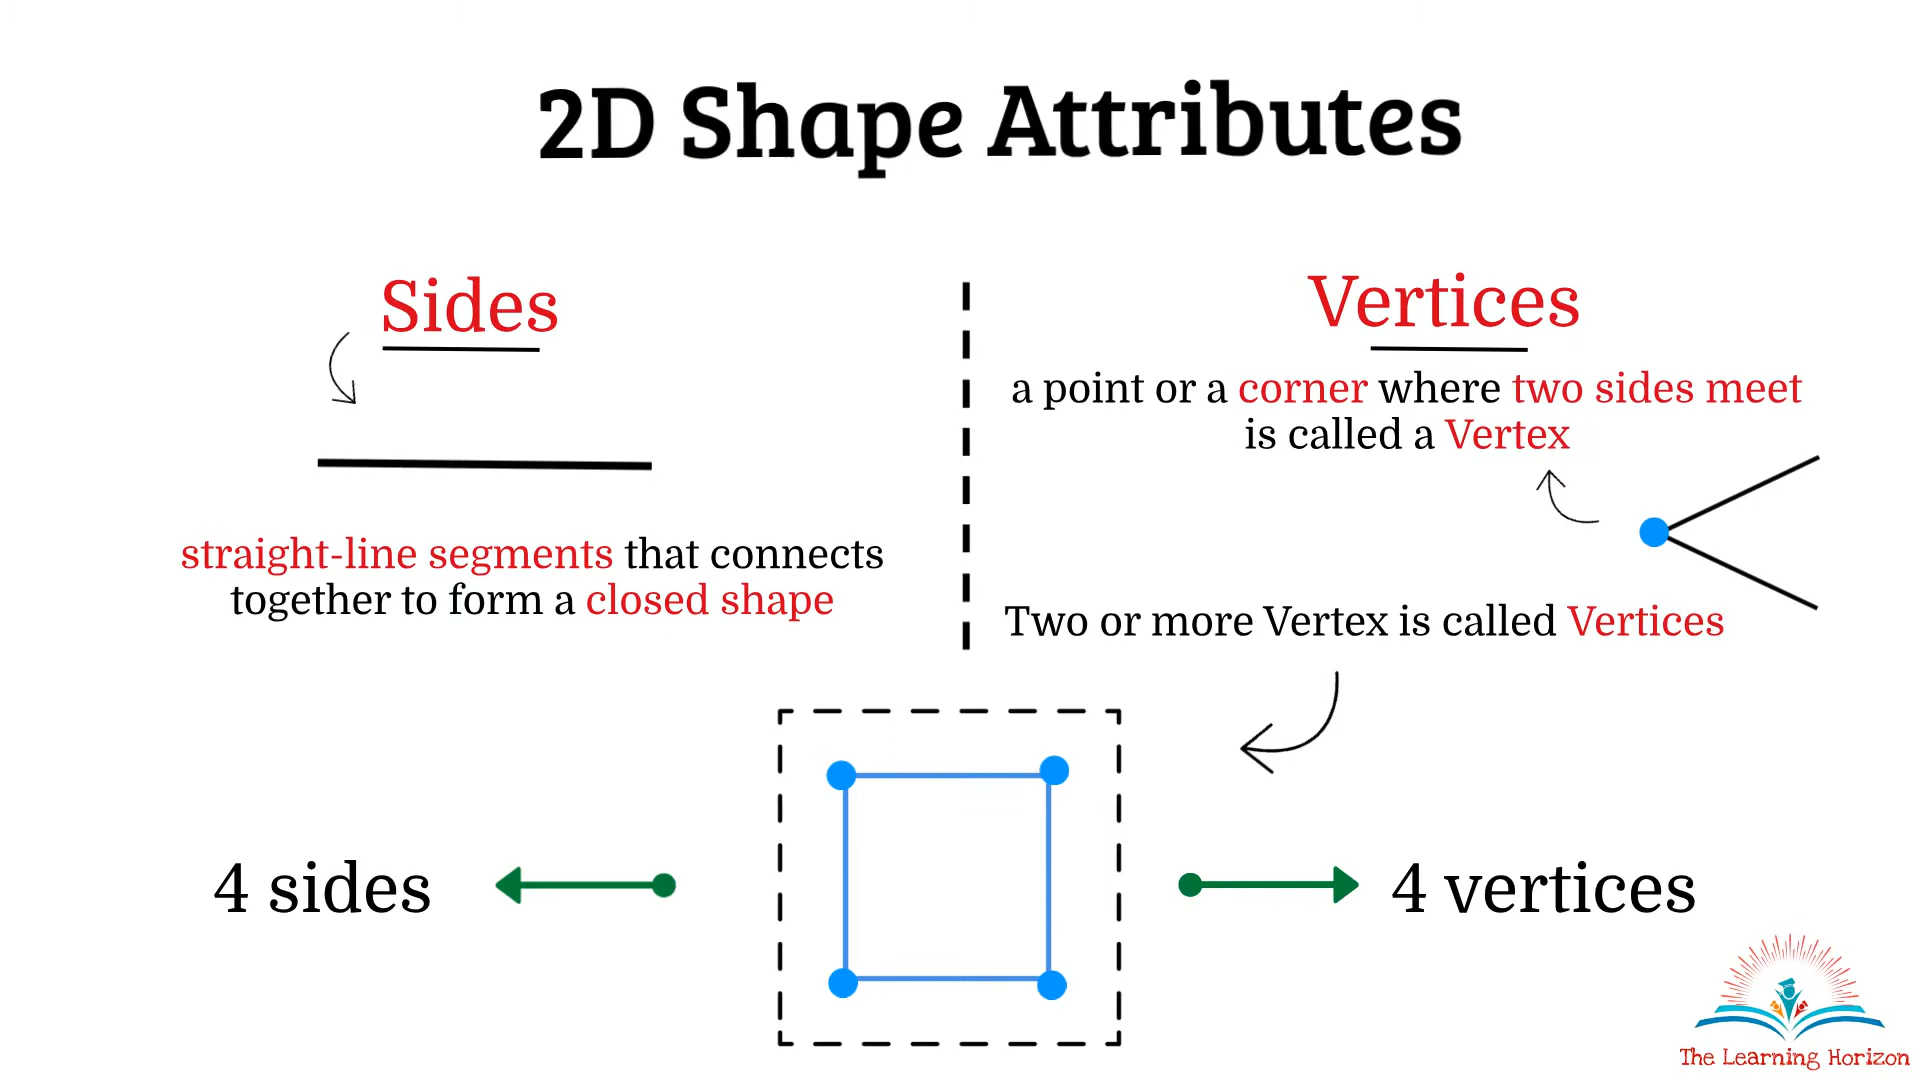 2D Shape Attributes
Sides
straight-line segments that connects
together to form a closed shape
Vertices
a point or a corner where two sides meet
is called a Vertex
Two or more Vertex is called Vertices
4 sides
4 vertices
The Learning Horizon